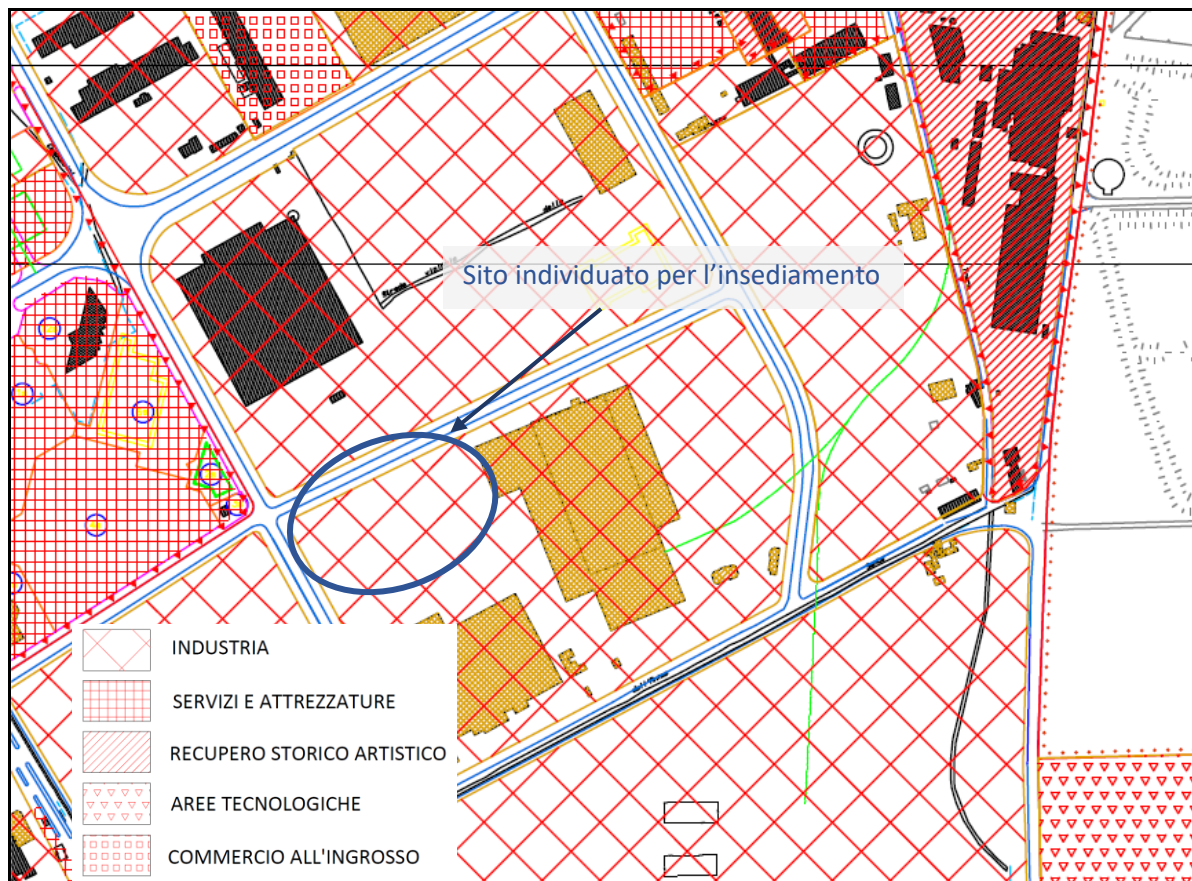 Sito individuato per l’insediamento
INDUSTRIA
SERVIZI E ATTREZZATURE
RECUPERO STORICO ARTISTICO
AREE TECNOLOGICHE
COMMERCIO ALL'INGROSSO